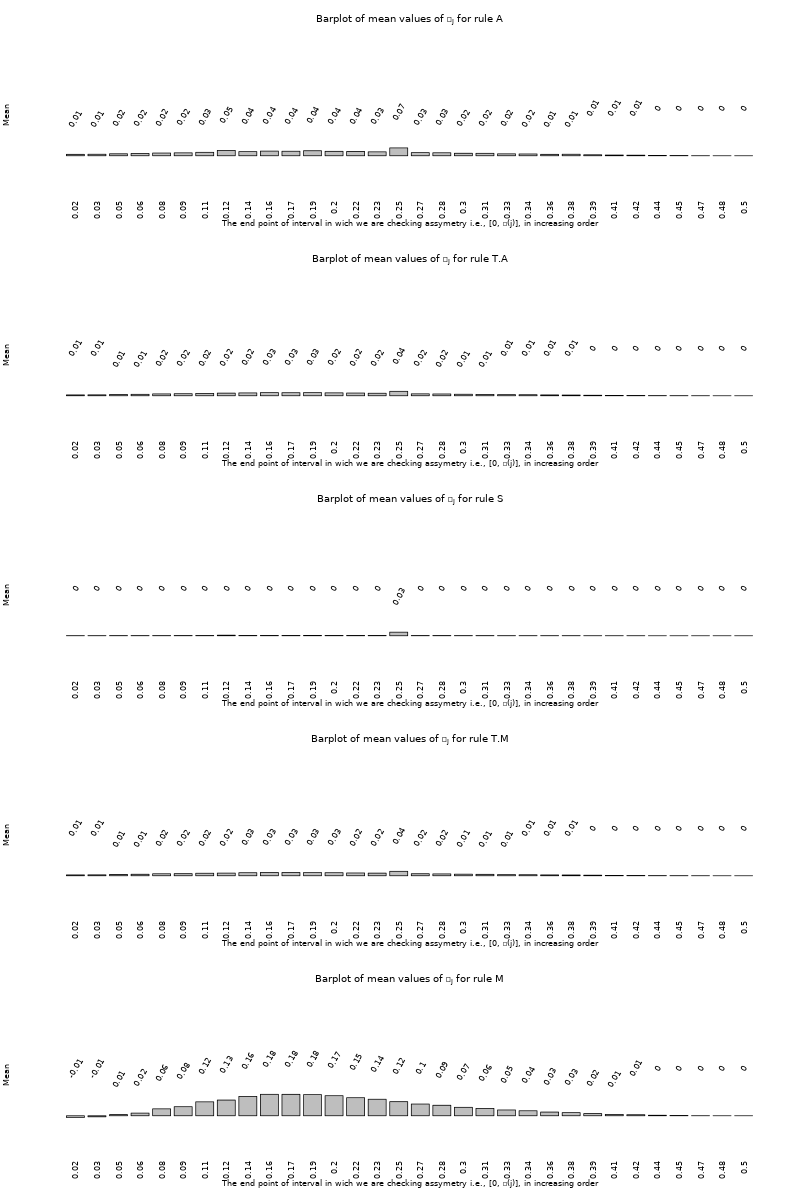 Barplot of mean values of □j for rule A
Mean
0.01 0.01 0.02 0.02 0.02 0.02 0.03 0.05 0.04 0.04 0.04 0.04 0.04 0.04 0.03 0.07 0.03 0.03 0.02 0.02 0.02 0.02 0.01 0.01 0.01 0.01 0.01 0 0 0 0 0
0.02 0.03 0.05 0.06 0.08 0.09 0.11 0.12 0.14 0.16 0.17 0.19 0.2 0.22 0.23 0.25 0.27 0.28 0.3 0.31 0.33 0.34 0.36 0.38 0.39 0.41 0.42 0.44 0.45 0.47 0.48 0.5
The end point of interval in wich we are checking assymetry i.e., [0, □(j)], in increasing order
Barplot of mean values of □j for rule T.A
Mean
0.01 0.01 0.01 0.01 0.02 0.02 0.02 0.02 0.02 0.03 0.03 0.03 0.02 0.02 0.02 0.04 0.02 0.02 0.01 0.01 0.01 0.01 0.01 0.01 0 0 0 0 0 0 0 0
0.02 0.03 0.05 0.06 0.08 0.09 0.11 0.12 0.14 0.16 0.17 0.19 0.2 0.22 0.23 0.25 0.27 0.28 0.3 0.31 0.33 0.34 0.36 0.38 0.39 0.41 0.42 0.44 0.45 0.47 0.48 0.5
The end point of interval in wich we are checking assymetry i.e., [0, □(j)], in increasing order
Barplot of mean values of □j for rule S
Mean
0 0 0 0 0 0 0 0 0 0 0 0 0 0 0 0.03 0 0 0 0 0 0 0 0 0 0 0 0 0 0 0 0
0.02 0.03 0.05 0.06 0.08 0.09 0.11 0.12 0.14 0.16 0.17 0.19 0.2 0.22 0.23 0.25 0.27 0.28 0.3 0.31 0.33 0.34 0.36 0.38 0.39 0.41 0.42 0.44 0.45 0.47 0.48 0.5
The end point of interval in wich we are checking assymetry i.e., [0, □(j)], in increasing order
Barplot of mean values of □j for rule T.M
Mean
0.01 0.01 0.01 0.01 0.02 0.02 0.02 0.02 0.03 0.03 0.03 0.03 0.03 0.02 0.02 0.04 0.02 0.02 0.01 0.01 0.01 0.01 0.01 0.01 0 0 0 0 0 0 0 0
0.02 0.03 0.05 0.06 0.08 0.09 0.11 0.12 0.14 0.16 0.17 0.19 0.2 0.22 0.23 0.25 0.27 0.28 0.3 0.31 0.33 0.34 0.36 0.38 0.39 0.41 0.42 0.44 0.45 0.47 0.48 0.5
The end point of interval in wich we are checking assymetry i.e., [0, □(j)], in increasing order
Barplot of mean values of □j for rule M
Mean
-0.01 -0.01 0.01 0.02 0.06 0.08 0.12 0.13 0.16 0.18 0.18 0.18 0.17 0.15 0.14 0.12 0.1 0.09 0.07 0.06 0.05 0.04 0.03 0.03 0.02 0.01 0.01 0 0 0 0 0
0.02 0.03 0.05 0.06 0.08 0.09 0.11 0.12 0.14 0.16 0.17 0.19 0.2 0.22 0.23 0.25 0.27 0.28 0.3 0.31 0.33 0.34 0.36 0.38 0.39 0.41 0.42 0.44 0.45 0.47 0.48 0.5
The end point of interval in wich we are checking assymetry i.e., [0, □(j)], in increasing order